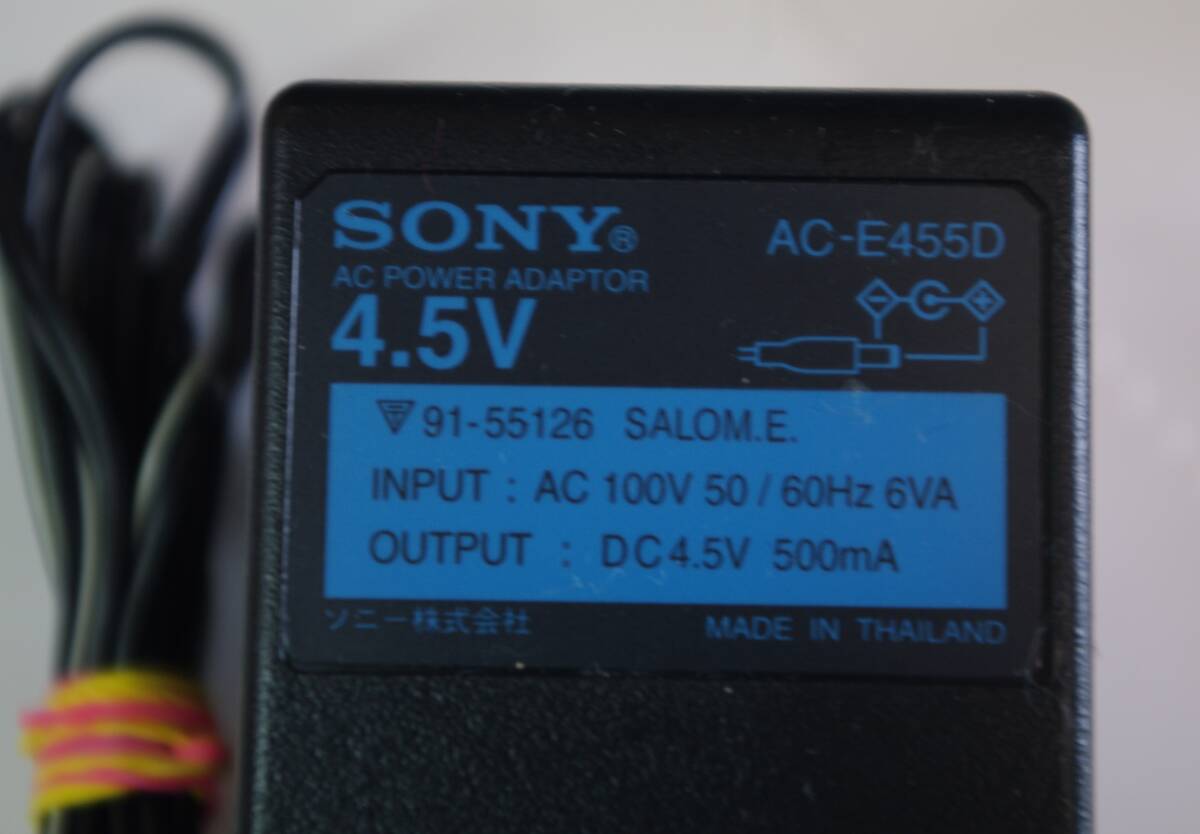 SONY® AC-E455D
AC POWER ADAPTOR
4.5V
91-55126 SALOM.E.
INPUT : AC 100V 50 / 60Hz 6VA
OUTPUT : DC4.5V 500mA
ソニー株式会社 MADE IN THAILAND